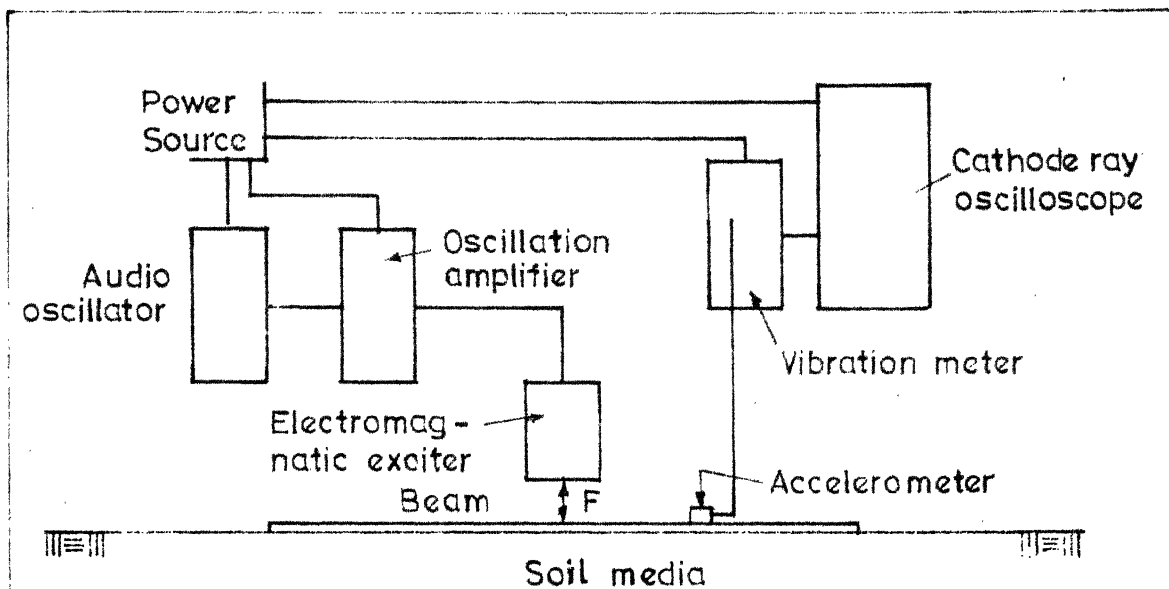 Power
Source
Cathode ray
oscilloscope
Oscillation
amplifier
Audio
oscillator
Vibration meter
Electromag-
natic exciter
Accelerometer
Beam
F
Soil media